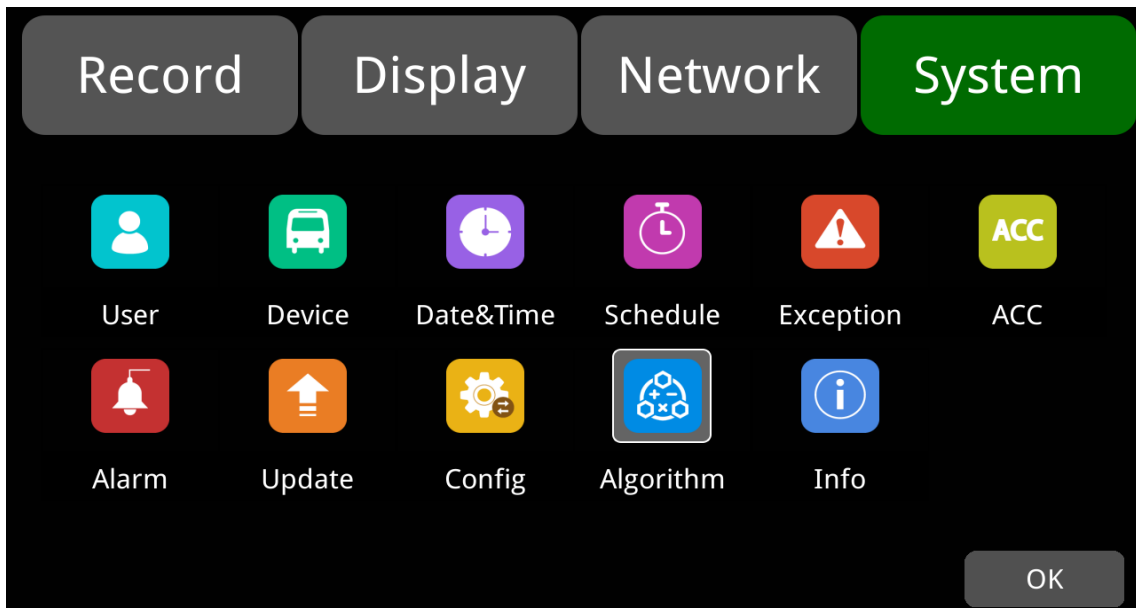 Record Display Network System
ACC
User Device Date&Time Schedule Exception ACC
Alarm Update Config Algorithm Info
OK